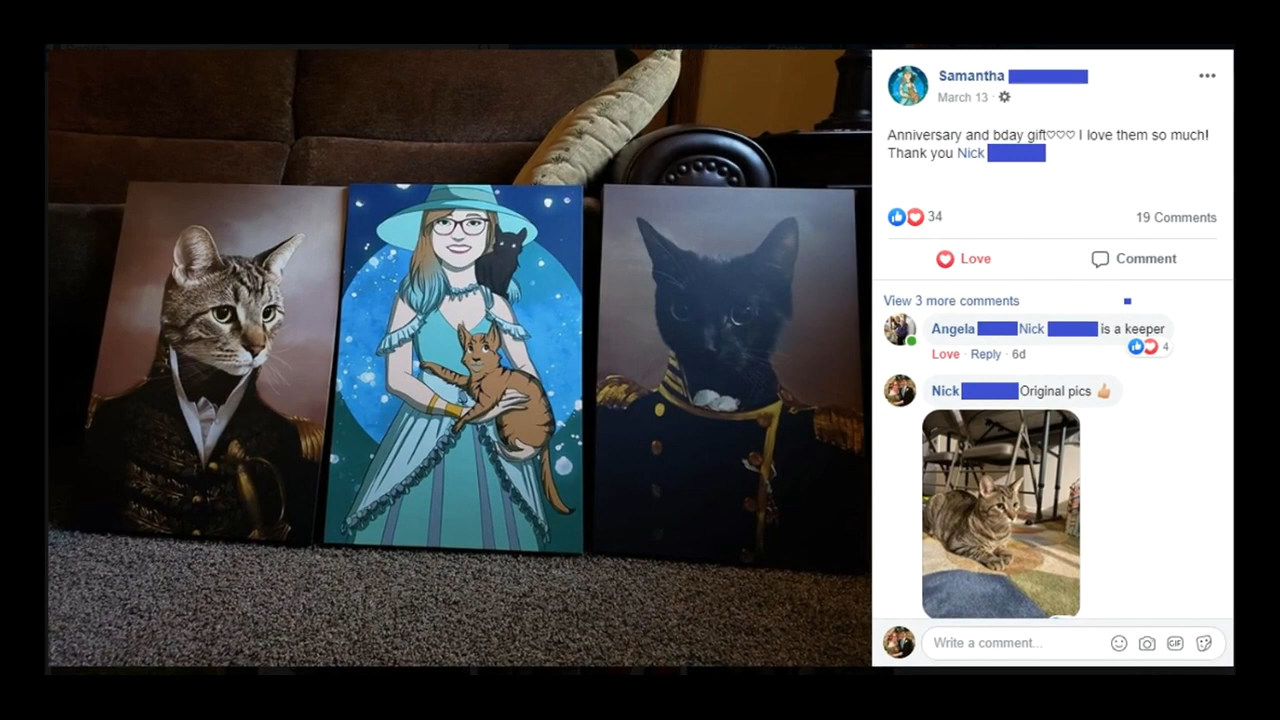 Samantha
March 13
Anniversary and bday gift♡♡♡ I love them so much!
Thank you Nick
34
19 Comments
Love
Comment
View 3 more comments
Angela Nick is a keeper
4
Love · Reply · 6d
Nick Original pics 👍
Write a comment...
GIF